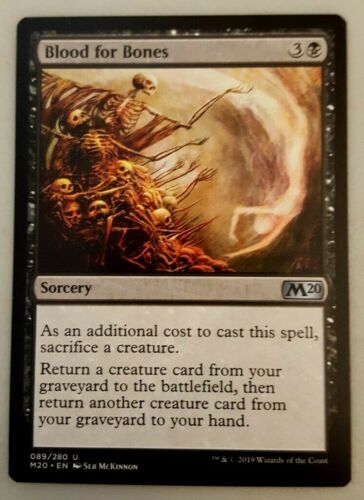 Blood for Bones 3
Sorcery M20
As an additional cost to cast this spell,
sacrifice a creature.
Return a creature card from your
graveyard to the battlefield, then
return another creature card from
your graveyard to your hand.
089/280 U
M20 • EN Seb McKinnon
™ & © 2019 Wizards of the Coast